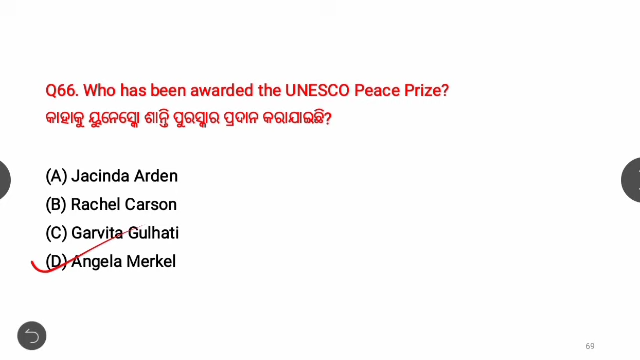 Q66. Who has been awarded the UNESCO Peace Prize?
କାହାକୁ ୟୁନେସ୍କୋ ଶାନ୍ତି ପୁରସ୍କାର ପ୍ରଦାନ କରାଯାଇଛି?
(A) Jacinda Arden
(B) Rachel Carson
(C) Garvita Gulhati
(D) Angela Merkel
69